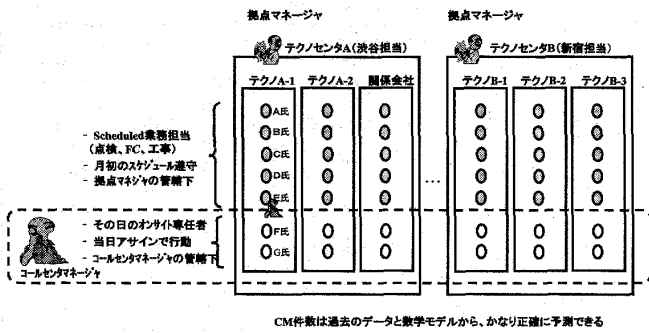 拠点マネージャ
拠点マネージャ
テクノセンタA(渋谷担当)
テクノセンタB(新宿担当)
テクノA-1
テクノA-2
関係会社
テクノB-1
テクノB-2
テクノB-3
A氏
B氏
C氏
D氏
E氏
F氏
G氏
...
- Scheduled業務担当
(点検、FC、工事)
- 月初のスケジュール遵守
- 拠点マネジャの管轄下
- その日のオンサイト専任者
- 当日アサインで行動
- コールセンタマネージャの管轄下
コールセンタマネージャ
CM件数は過去のデータと数学モデルから、かなり正確に予測できる